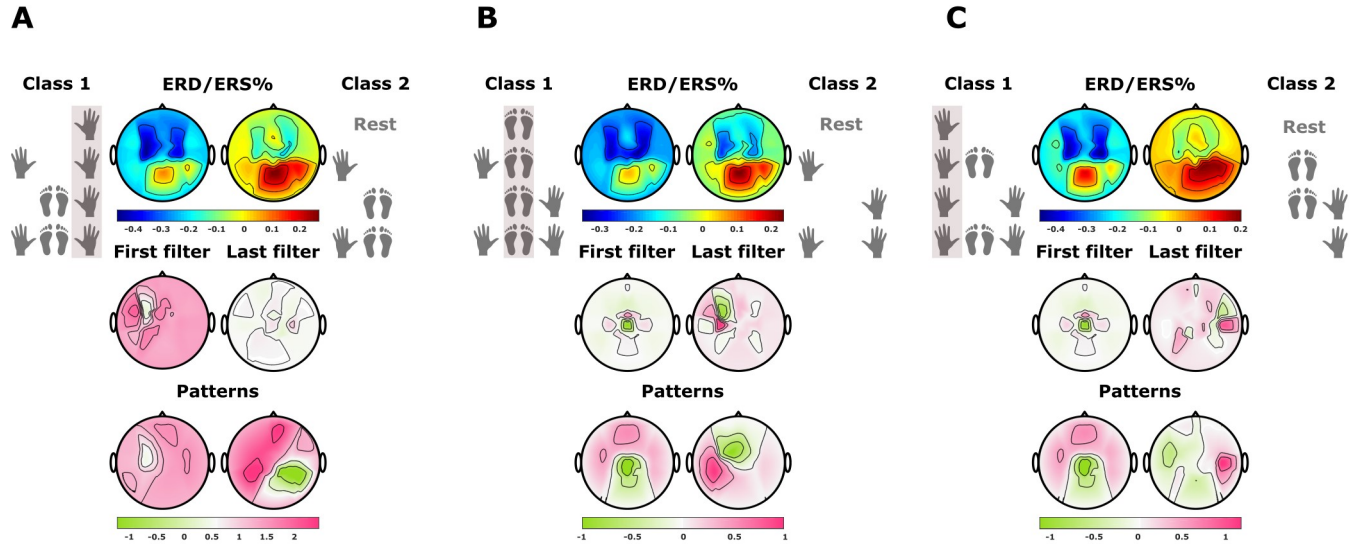 A
B
C
Class 1
ERD/ERS%
Class 2
Class 1
ERD/ERS%
Class 2
Class 1
ERD/ERS%
Class 2
Rest
Rest
Rest
-0.4 -0.3 -0.2 -0.1 0 0.1 0.2
-0.3 -0.2 -0.1 0 0.1 0.2
-0.4 -0.3 -0.2 -0.1 0 0.1 0.2
First filter Last filter
First filter Last filter
First filter Last filter
Patterns
Patterns
Patterns
-1 -0.5 0 0.5 1 1.5 2
-1 -0.5 0 0.5 1
-1 -0.5 0 0.5 1